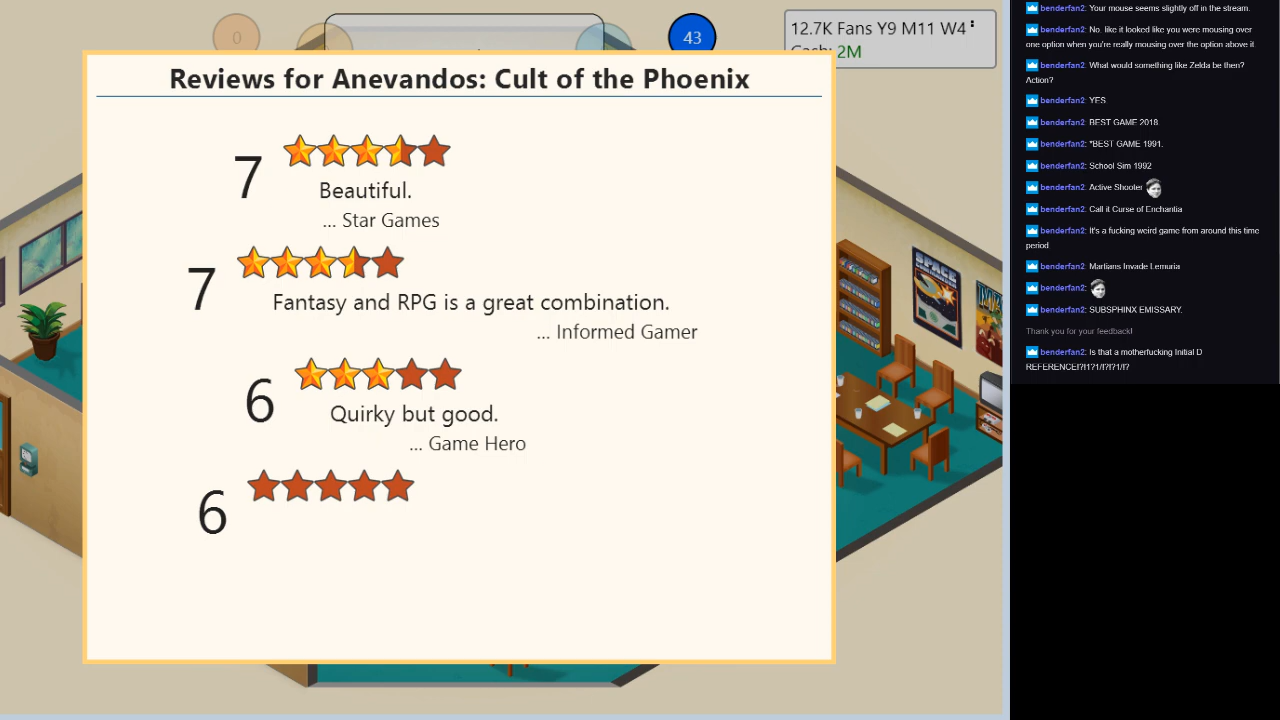 0
43
12.7K Fans Y9 M11 W4
Cash: 2M
Reviews for Anevandos: Cult of the Phoenix
7
Beautiful.
... Star Games
7
Fantasy and RPG is a great combination.
... Informed Gamer
6
Quirky but good.
... Game Hero
6
SPACE
benderfan2: Your mouse seems slightly off in the stream.
benderfan2: No. like it looked like you were mousing over
one option when you're really mousing over the option above it.
benderfan2: What would something like Zelda be then?
Action?
benderfan2: YES.
benderfan2: BEST GAME 2018.
benderfan2: *BEST GAME 1991.
benderfan2: School Sim 1992
benderfan2: Active Shooter
benderfan2: Call it Curse of Enchantia
benderfan2: It's a fucking weird game from around this time
period.
benderfan2: Martians Invade Lemuria
benderfan2:
benderfan2: SUBSPHINX EMISSARY.
Thank you for your feedback!
benderfan2: Is that a motherfucking Initial D